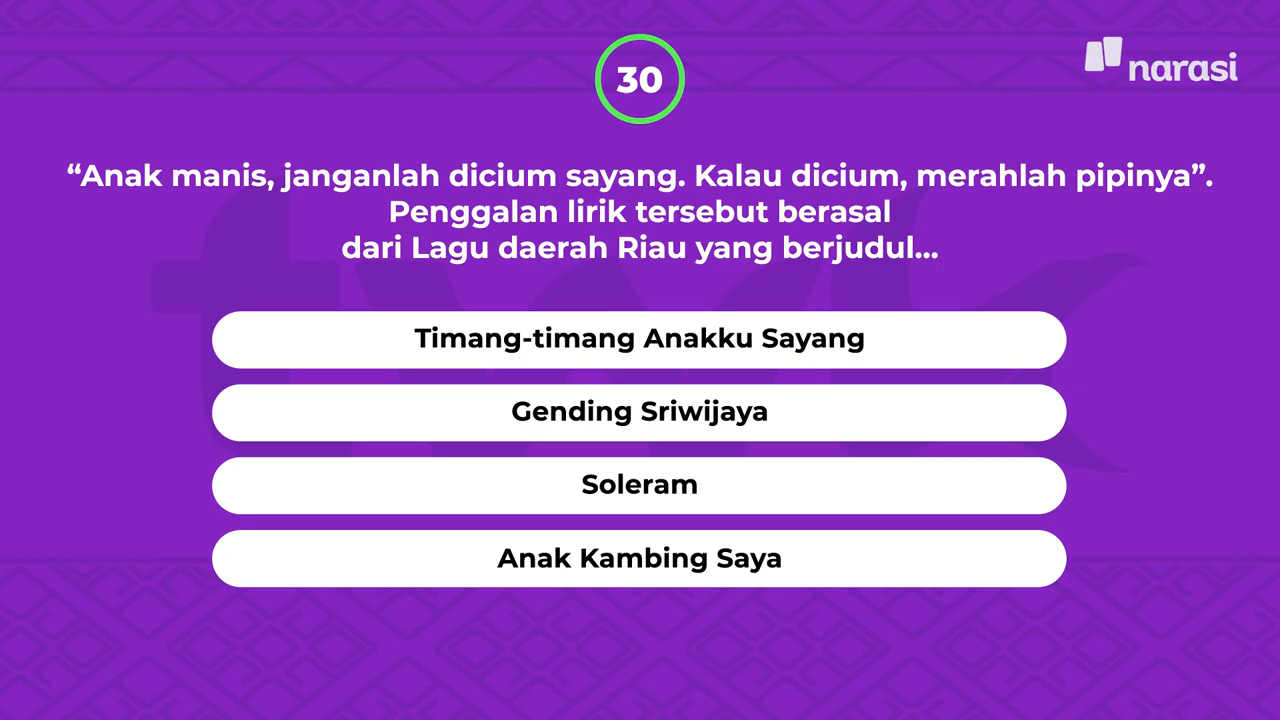 30
narasi
“Anak manis, janganlah dicium sayang. Kalau dicium, merahlah pipinya”.
Penggalan lirik tersebut berasal
dari Lagu daerah Riau yang berjudul...
Timang-timang Anakku Sayang
Gending Sriwijaya
Soleram
Anak Kambing Saya
twk